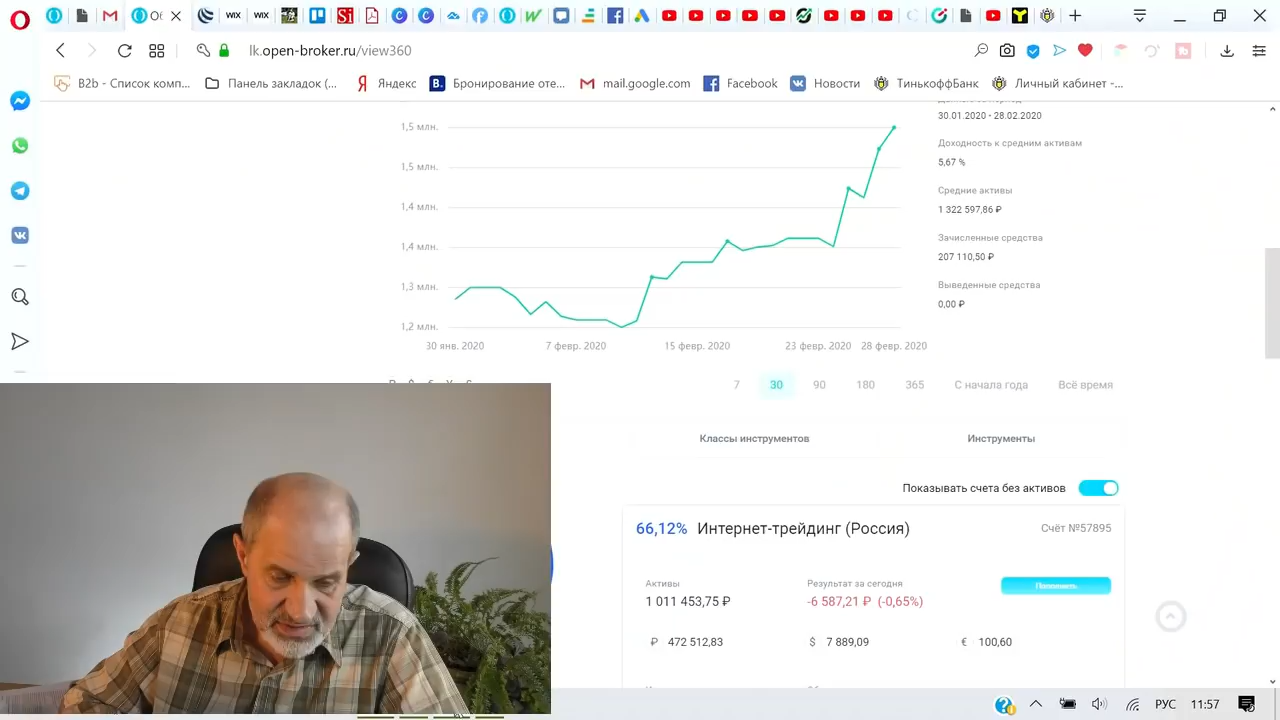 lk.open-broker.ru/view360
B2b - Список комп...
Панель закладок (...
Яндекс
Бронирование оте...
mail.google.com
Facebook
Новости
ТинькоффБанк
Личный кабинет -...
30.01.2020 - 28.02.2020
Доходность к средним активам
5,67 %
Средние активы
1 322 597,86 ₽
Зачисленные средства
207 110,50 ₽
Выведенные средства
0,00 ₽
1,5 млн.
1,5 млн.
1,4 млн.
1,4 млн.
1,3 млн.
1,2 млн.
30 янв. 2020 7 февр. 2020 15 февр. 2020 23 февр. 2020 28 февр. 2020
7 30 90 180 365 С начала года Всё время
Классы инструментов Инструменты
Показывать счета без активов
66,12% Интернет-трейдинг (Россия) Счёт №57895
Активы Результат за сегодня
Пополнить
1 011 453,75 ₽ -6 587,21 ₽ (-0,65%)
₽ 472 512,83 $ 7 889,09 € 100,60
РУС 11:57